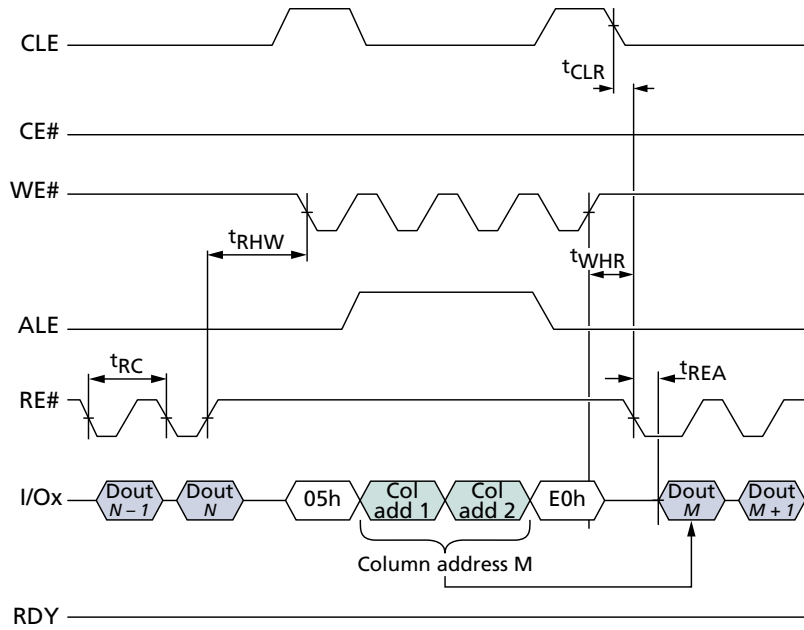 CLE
tCLR
CE#
WE#
tRHW
tWHR
ALE
tRC
tREA
RE#
I/Ox
Dout N – 1
Dout N
05h
Col add 1
Col add 2
E0h
Dout M
Dout M + 1
Column address M
RDY